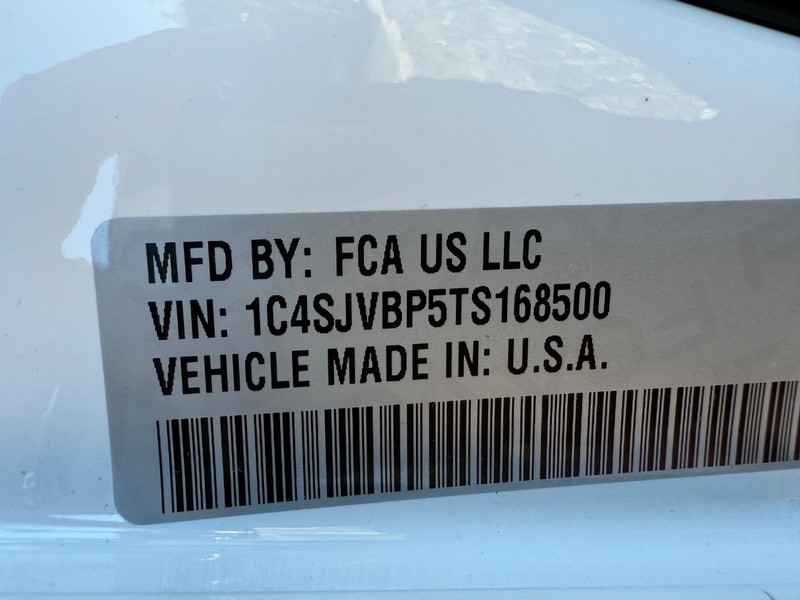 MFD BY: FCA US LLC
VIN: 1C4SJVBP5TS168500
VEHICLE MADE IN: U.S.A.